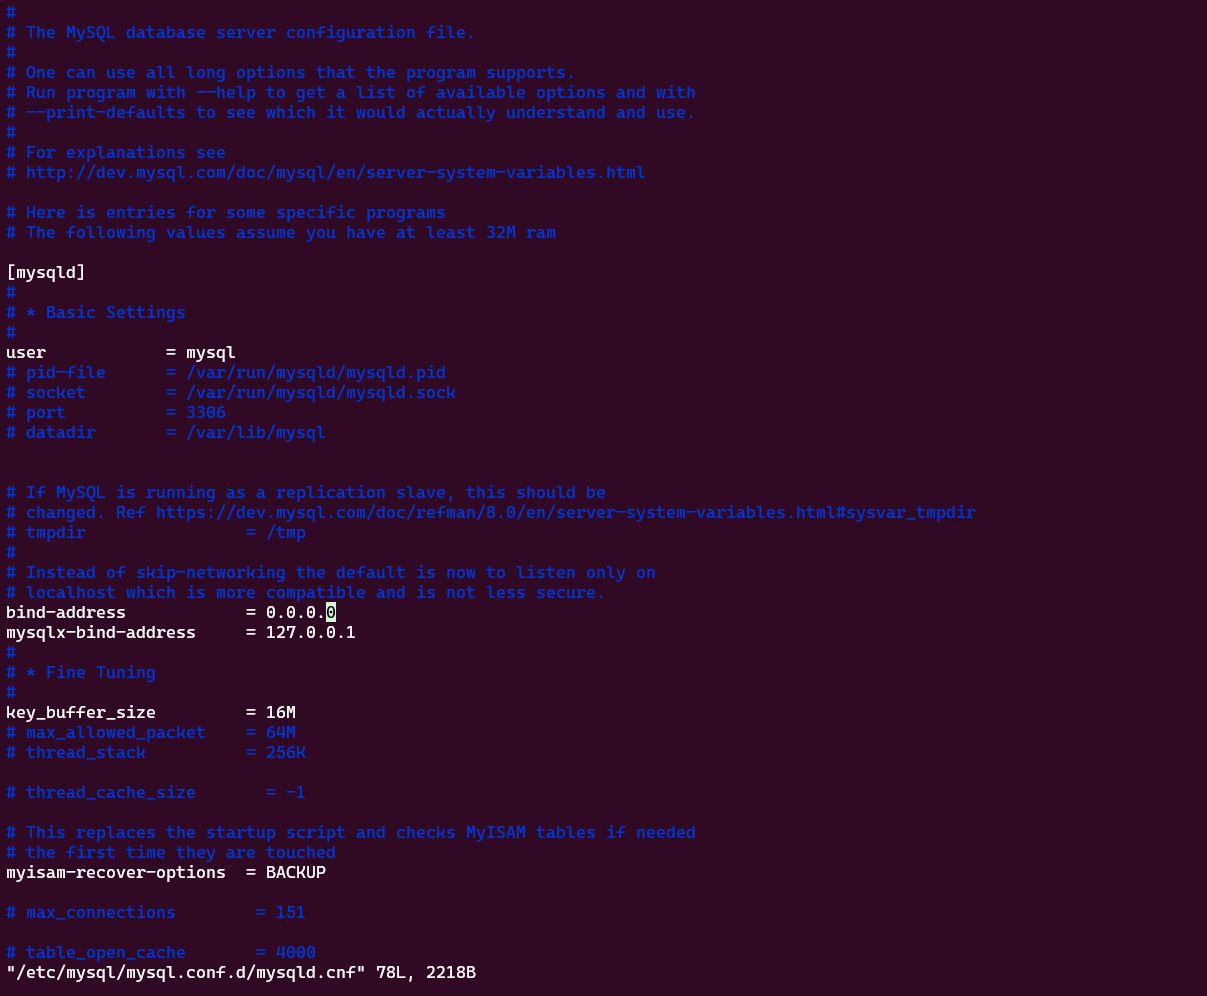 #
# The MySQL database server configuration file.
#
# One can use all long options that the program supports.
# Run program with --help to get a list of available options and with
# --print-defaults to see which it would actually understand and use.
#
# For explanations see
# http://dev.mysql.com/doc/mysql/en/server-system-variables.html

# Here is entries for some specific programs
# The following values assume you have at least 32M ram

[mysqld]
#
# * Basic Settings
#
user            = mysql
# pid-file      = /var/run/mysqld/mysqld.pid
# socket        = /var/run/mysqld/mysqld.sock
# port          = 3306
# datadir       = /var/lib/mysql


# If MySQL is running as a replication slave, this should be
# changed. Ref https://dev.mysql.com/doc/refman/8.0/en/server-system-variables.html#sysvar_tmpdir
# tmpdir                = /tmp
#
# Instead of skip-networking the default is now to listen only on
# localhost which is more compatible and is not less secure.
bind-address            = 0.0.0.0
mysqlx-bind-address     = 127.0.0.1
#
# * Fine Tuning
#
key_buffer_size         = 16M
# max_allowed_packet    = 64M
# thread_stack          = 256K

# thread_cache_size       = -1

# This replaces the startup script and checks MyISAM tables if needed
# the first time they are touched
myisam-recover-options  = BACKUP

# max_connections        = 151

# table_open_cache       = 4000
"/etc/mysql/mysql.conf.d/mysqld.cnf" 78L, 2218B